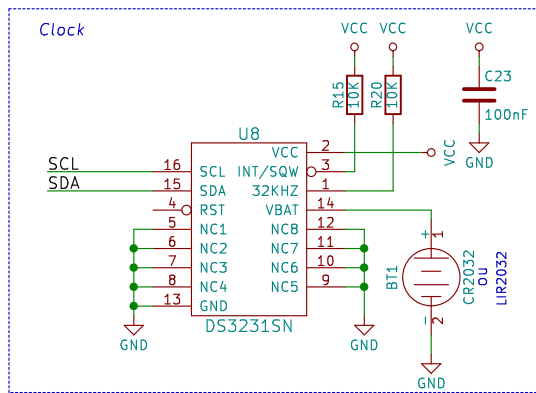 Clock
VCC
VCC
VCC
R15
10K
R20
10K
C23
100nF
GND
U8
VCC
2
VCC
SCL
16
SCL
INT/SQW
3
SDA
15
SDA
32KHZ
1
4
RST
VBAT
14
5
NC1
NC8
12
6
NC2
NC7
11
7
NC3
NC6
10
8
NC4
NC5
9
13
GND
DS3231SN
GND
GND
+
1
BT1
CR2032
ou
LIR2032
−
2
GND